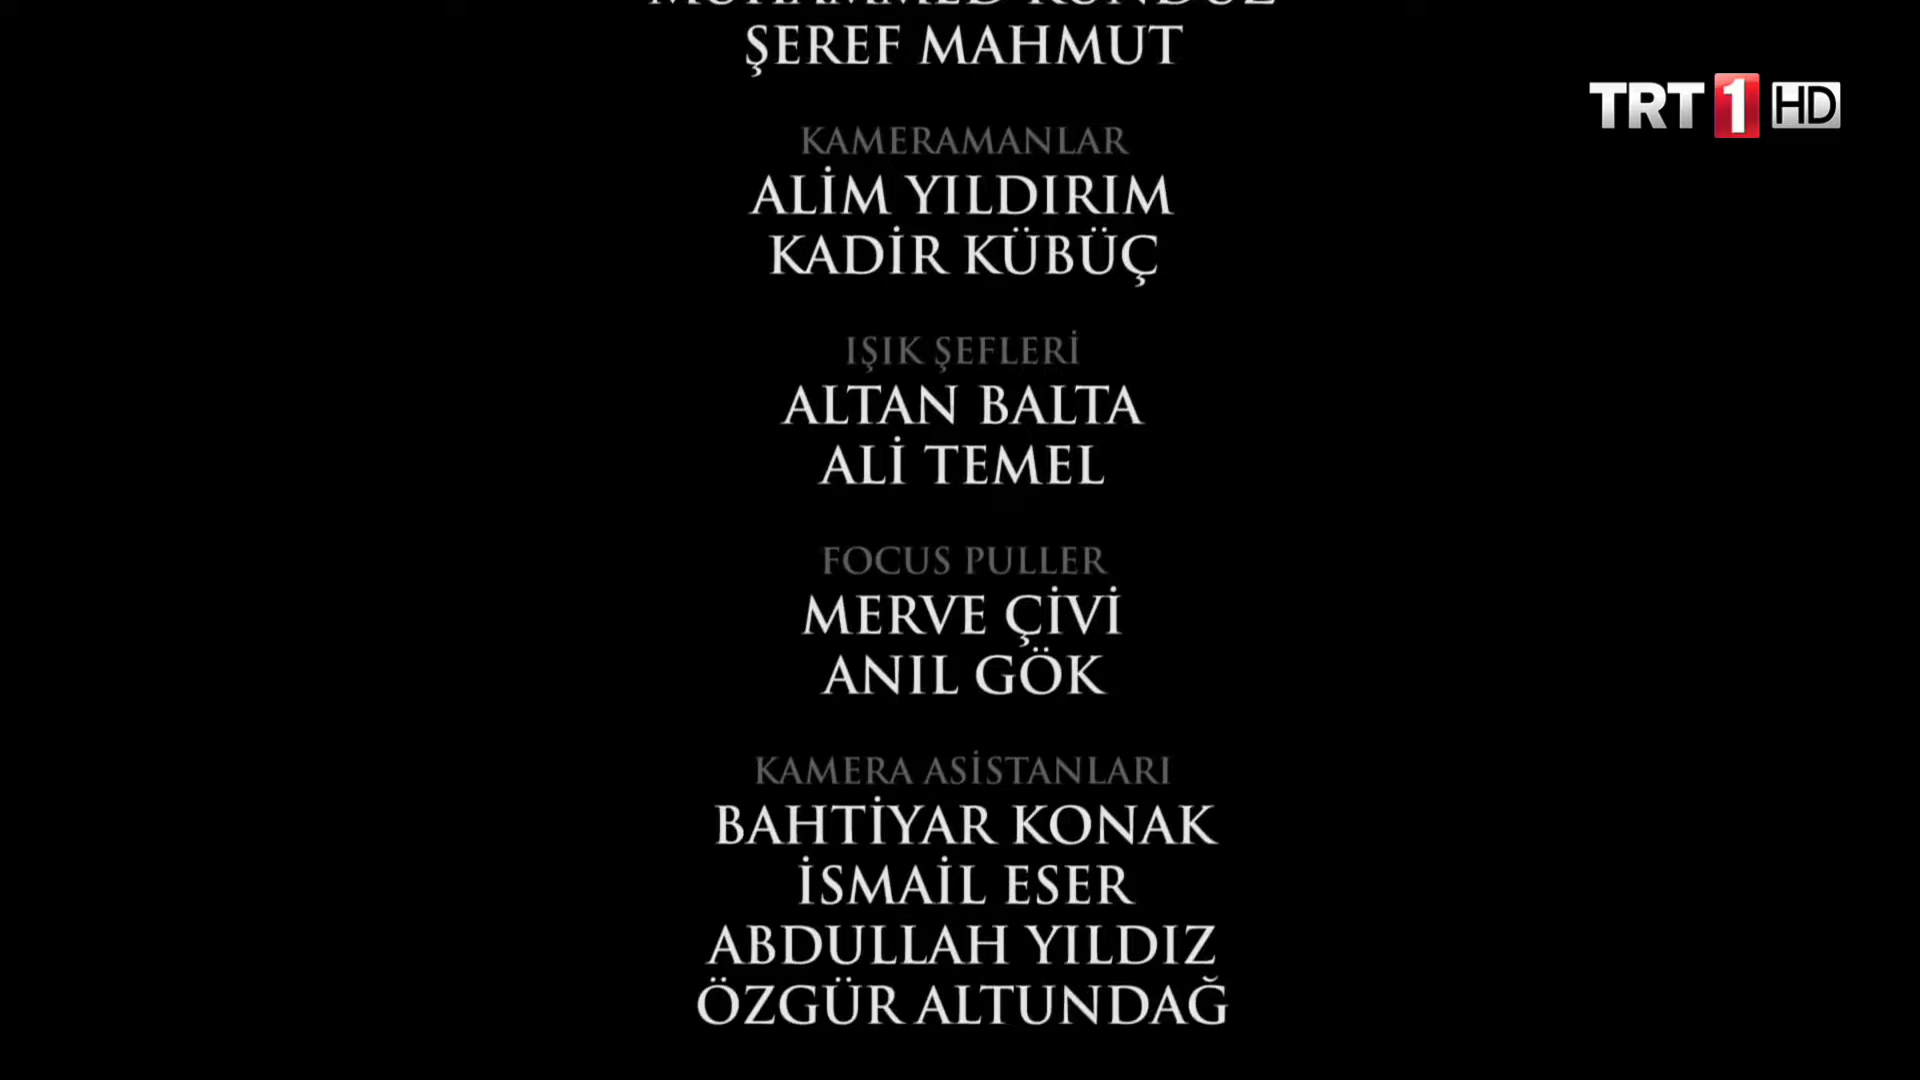 ŞEREF MAHMUT
TRT 1 HD
KAMERAMANLAR
ALİM YILDIRIM
KADİR KÜBÜÇ
IŞIK ŞEFLERİ
ALTAN BALTA
ALİ TEMEL
FOCUS PULLER
MERVE ÇİVİ
ANIL GÖK
KAMERA ASİSTANLARI
BAHTİYAR KONAK
İSMAİL ESER
ABDULLAH YILDIZ
ÖZGÜR ALTUNDAĞ